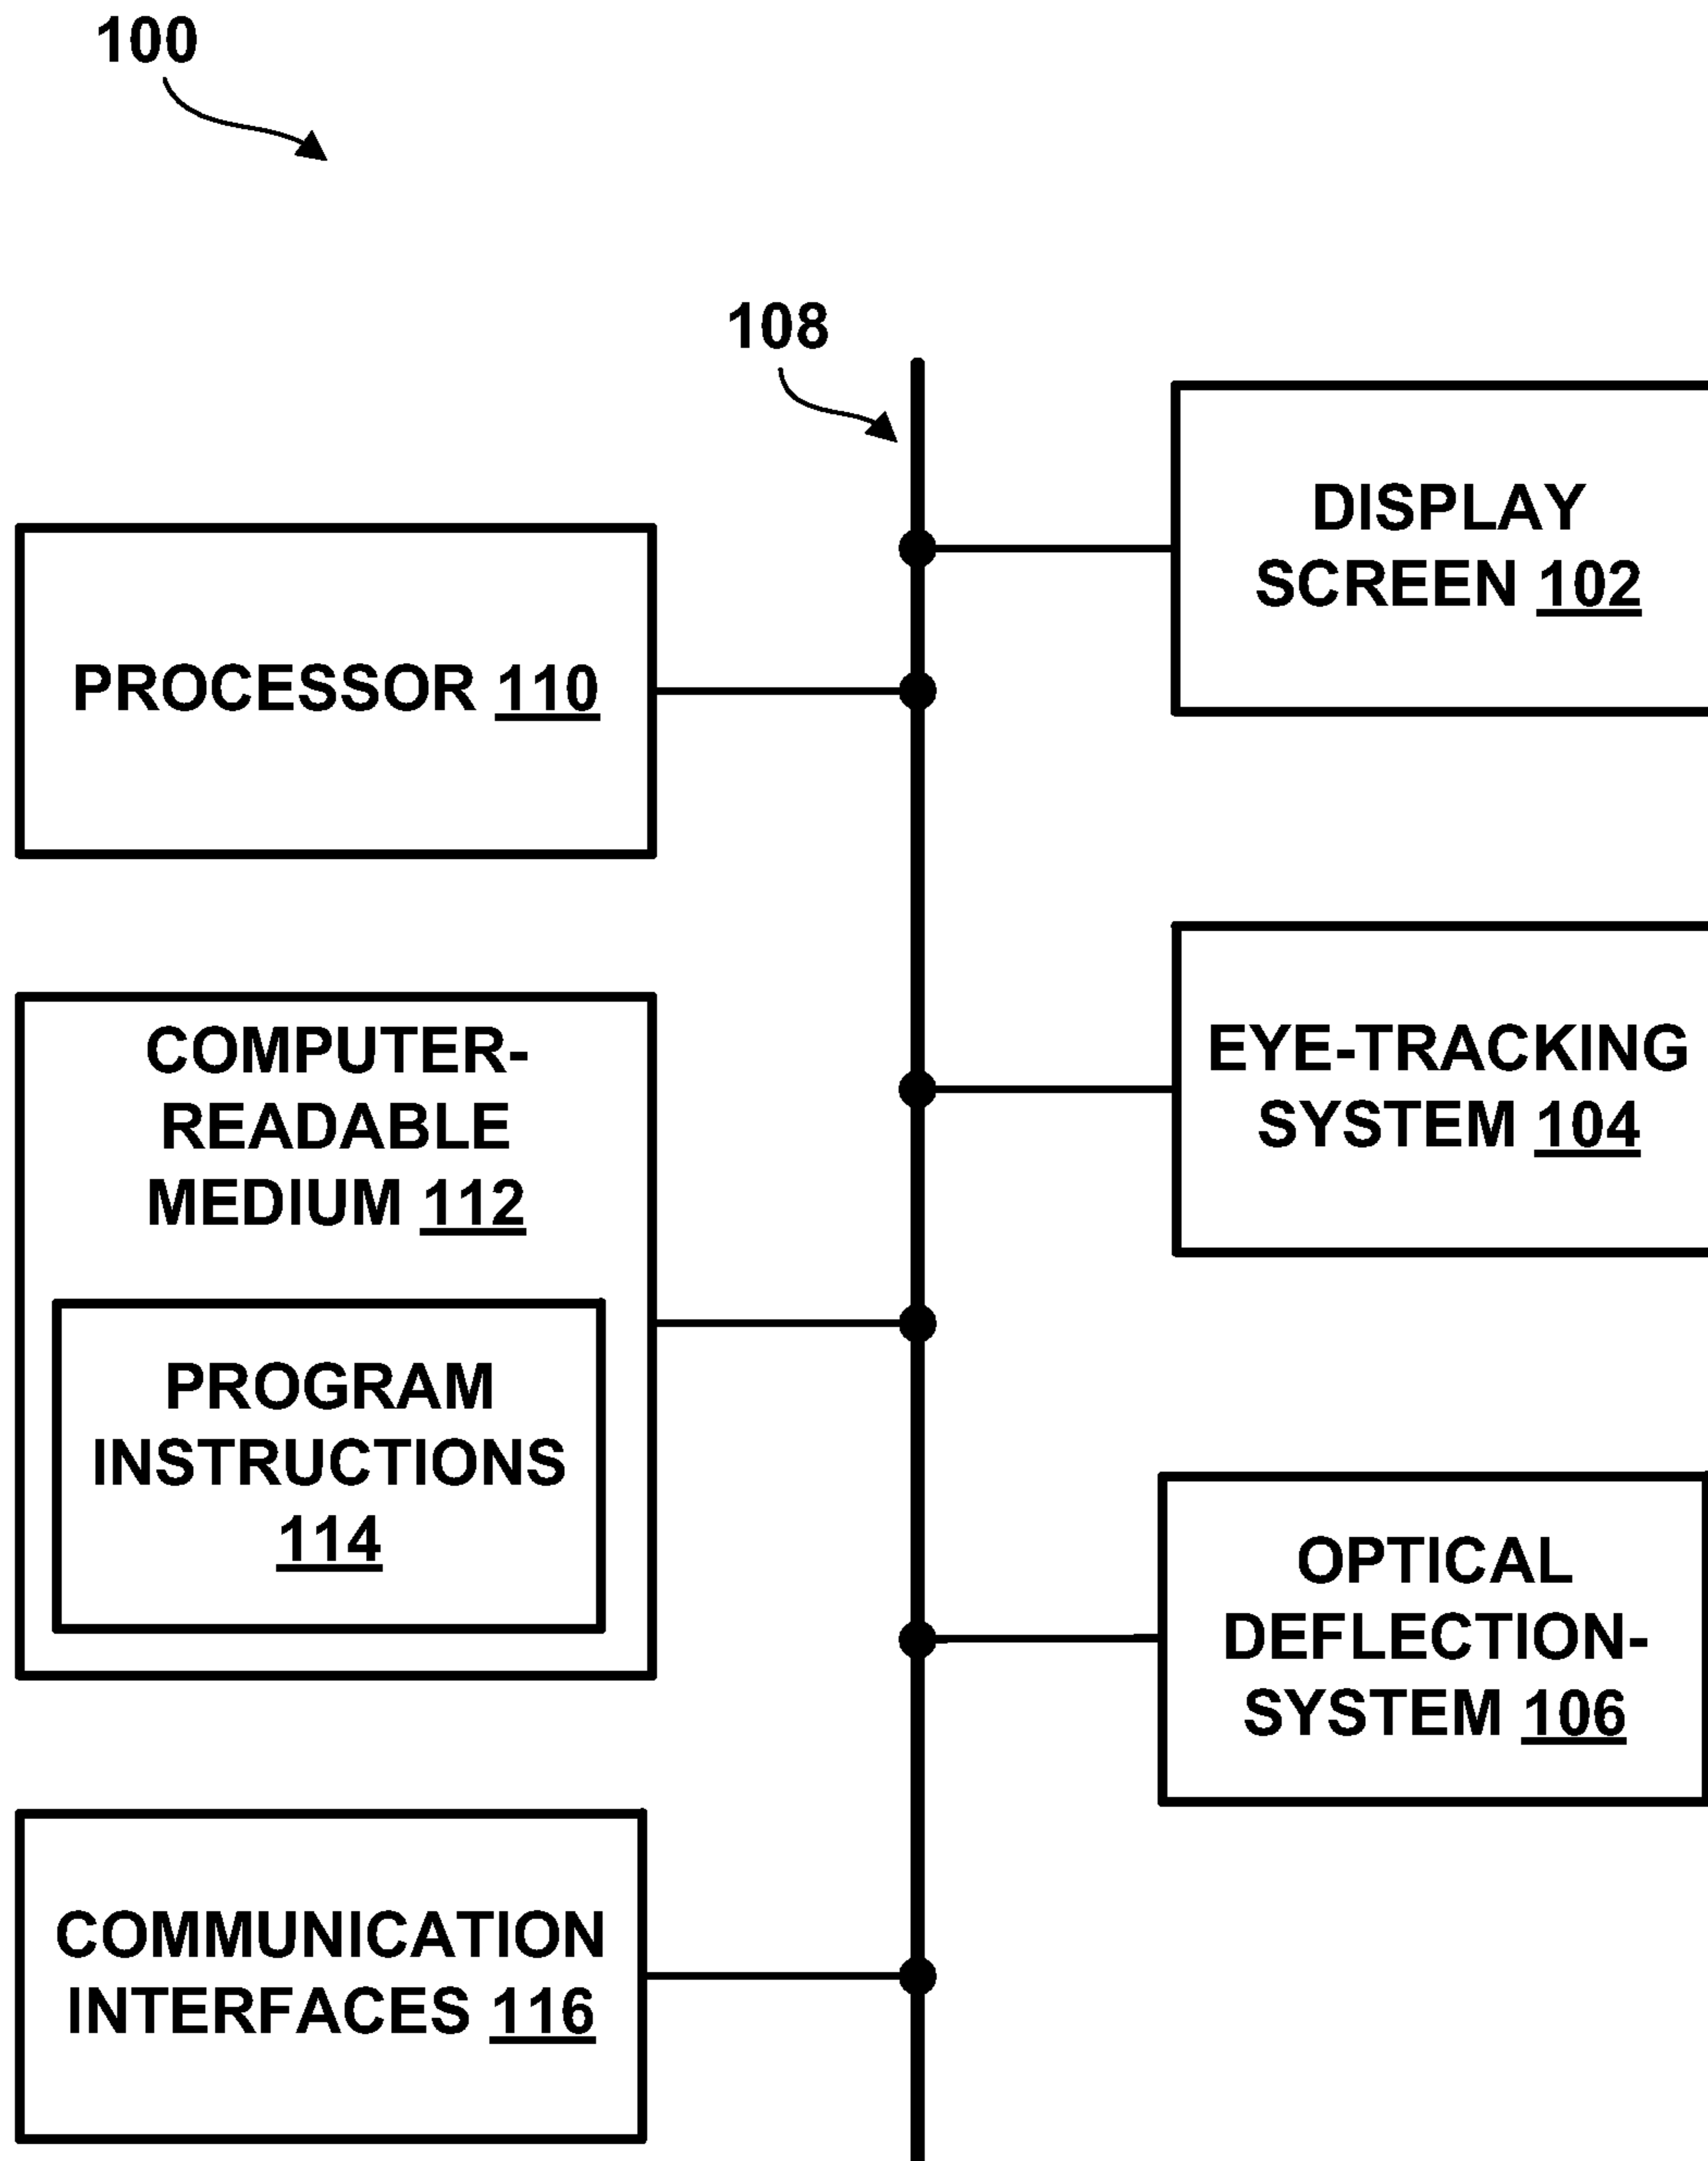 100
108
DISPLAY
SCREEN 102
PROCESSOR 110
COMPUTER-
READABLE
MEDIUM 112
EYE-TRACKING
SYSTEM 104
PROGRAM
INSTRUCTIONS
114
OPTICAL
DEFLECTION-
SYSTEM 106
COMMUNICATION
INTERFACES 116